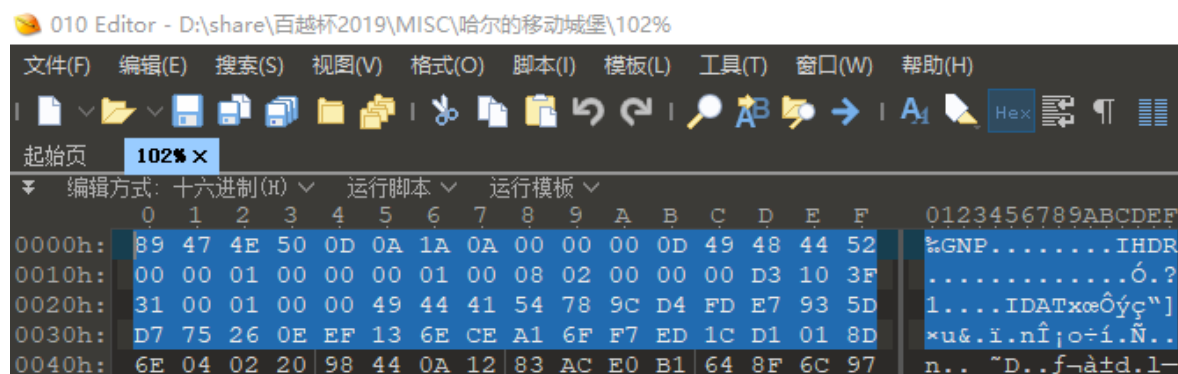 010 Editor - D:\share\百越杯2019\MISC\哈尔的移动城堡\102%
文件(F) 编辑(E) 搜索(S) 视图(V) 格式(O) 脚本(I) 模板(L) 工具(T) 窗口(W) 帮助(H)
Hex
起始页 102% ×
编辑方式: 十六进制(H) 运行脚本 运行模板
0 1 2 3 4 5 6 7 8 9 A B C D E F 0123456789ABCDEF
0000h: 89 47 4E 50 0D 0A 1A 0A 00 00 00 0D 49 48 44 52 ‰GNP........IHDR
0010h: 00 00 01 00 00 00 01 00 08 02 00 00 00 D3 10 3F .............Ó.?
0020h: 31 00 01 00 00 49 44 41 54 78 9C D4 FD E7 93 5D 1....IDATxœÔýç“]
0030h: D7 75 26 0E EF 13 6E CE A1 6F F7 ED 1C D1 01 8D ×u&.ï.nÎ¡o÷í.Ñ..
0040h: 6E 04 02 20 98 44 0A 12 83 AC E0 B1 64 8F 6C 97 n.. ˜D..ƒ¬à±d.l—